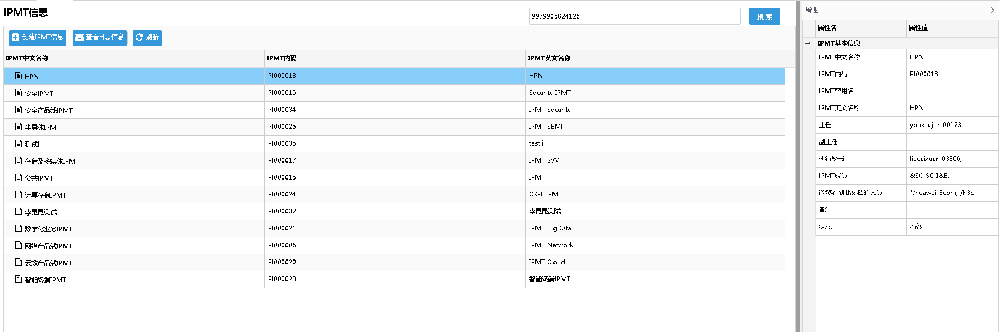 IPMT信息
9979905824126
搜 索
创建IPMT信息 查看日志信息 刷新
IPMT中文名称 IPMT内码 IPMT英文名称
HPN PI000018 HPN
安全IPMT PI000016 Security IPMT
安全产品线IPMT PI000034 IPMT Security
半导体IPMT PI000025 IPMT SEMI
测试li PI000035 testli
存储及多媒体IPMT PI000017 IPMT SVV
公共IPMT PI000015 IPMT
计算存储IPMT PI000024 CSPL IPMT
李昆昆测试 PI000032 李昆昆测试
数字化业务IPMT PI000021 IPMT BigData
网络产品线IPMT PI000006 IPMT Network
云数产品线IPMT PI000020 IPMT Cloud
智能终端IPMT PI000023 智能终端IPMT
属性
属性名 属性值
IPMT基本信息
IPMT中文名称 HPN
IPMT内码 PI000018
IPMT曾用名
IPMT英文名称 HPN
主任 youxuejun 00123
副主任
执行秘书 liucaixuan 03806,
IPMT成员 &SC-SC-I&E,
能够看到此文档的人员 */huawei-3com,*/h3c
备注
状态 有效